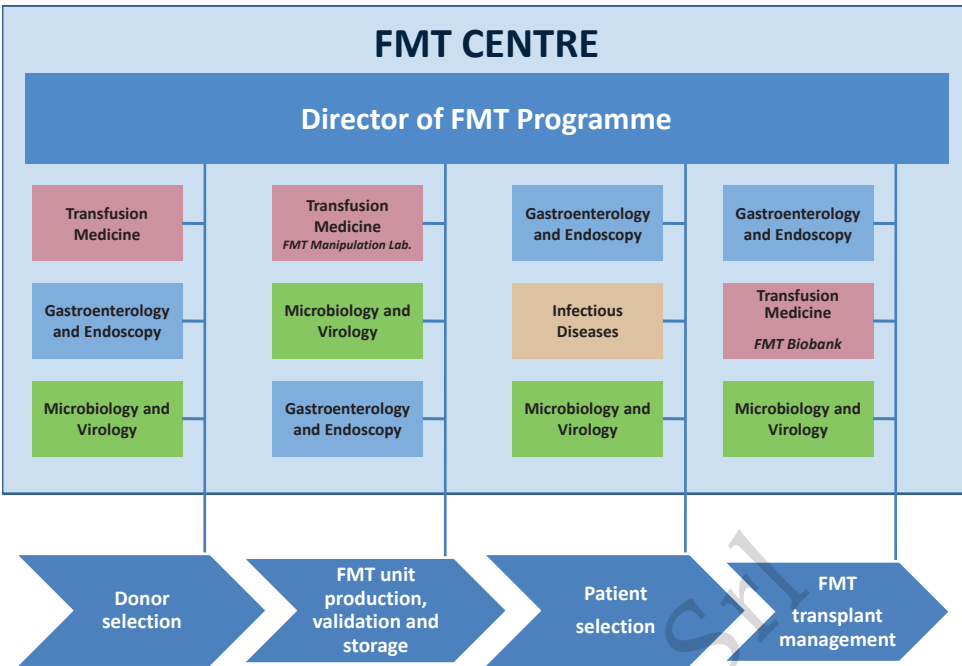 FMT CENTRE
Director of FMT Programme
Transfusion
Medicine
Gastroenterology
and Endoscopy
Microbiology and
Virology
Transfusion
Medicine
FMT Manipulation Lab.
Microbiology and
Virology
Gastroenterology
and Endoscopy
Gastroenterology
and Endoscopy
Infectious
Diseases
Microbiology and
Virology
Gastroenterology
and Endoscopy
Transfusion
Medicine
FMT Biobank
Microbiology and
Virology
Donor
selection
FMT unit
production,
validation and
storage
Patient
selection
FMT
transplant
management
Srl